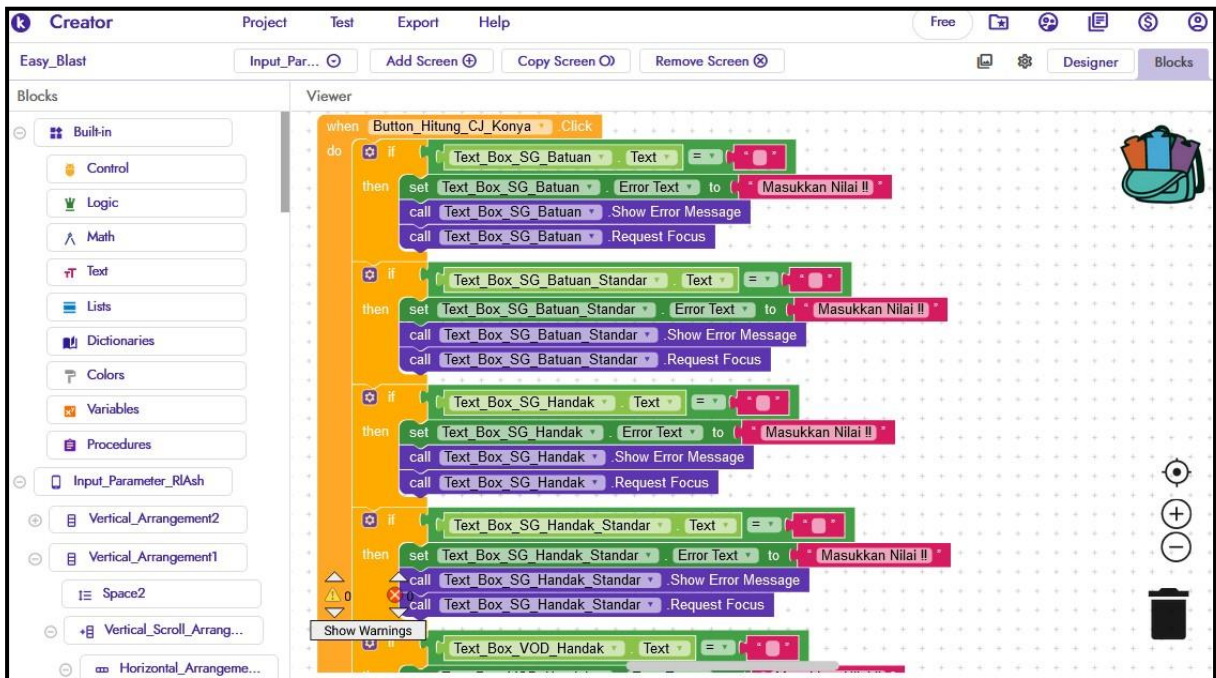 Creator Project Test Export Help Free
Easy_Blast Input_Par... Add Screen Copy Screen Remove Screen Designer Blocks
Blocks Viewer
Built-in
Control
Logic
Math
Text
Lists
Dictionaries
Colors
Variables
Procedures
Input_Parameter_RlAsh
Vertical_Arrangement2
Vertical_Arrangement1
Space2
Vertical_Scroll_Arrang...
Horizontal_Arrangeme...
when Button_Hitung_CJ_Konya .Click
do if Text_Box_SG_Batuan . Text = " "
then set Text_Box_SG_Batuan . Error Text to " Masukkan Nilai !! "
call Text_Box_SG_Batuan .Show Error Message
call Text_Box_SG_Batuan .Request Focus
if Text_Box_SG_Batuan_Standar . Text = " "
then set Text_Box_SG_Batuan_Standar . Error Text to " Masukkan Nilai !! "
call Text_Box_SG_Batuan_Standar .Show Error Message
call Text_Box_SG_Batuan_Standar .Request Focus
if Text_Box_SG_Handak . Text = " "
then set Text_Box_SG_Handak . Error Text to " Masukkan Nilai !! "
call Text_Box_SG_Handak .Show Error Message
call Text_Box_SG_Handak .Request Focus
if Text_Box_SG_Handak_Standar . Text = " "
then set Text_Box_SG_Handak_Standar . Error Text to " Masukkan Nilai !! "
call Text_Box_SG_Handak_Standar .Show Error Message
0 0
call Text_Box_SG_Handak_Standar .Request Focus
Show Warnings
if Text_Box_VOD_Handak . Text = " "